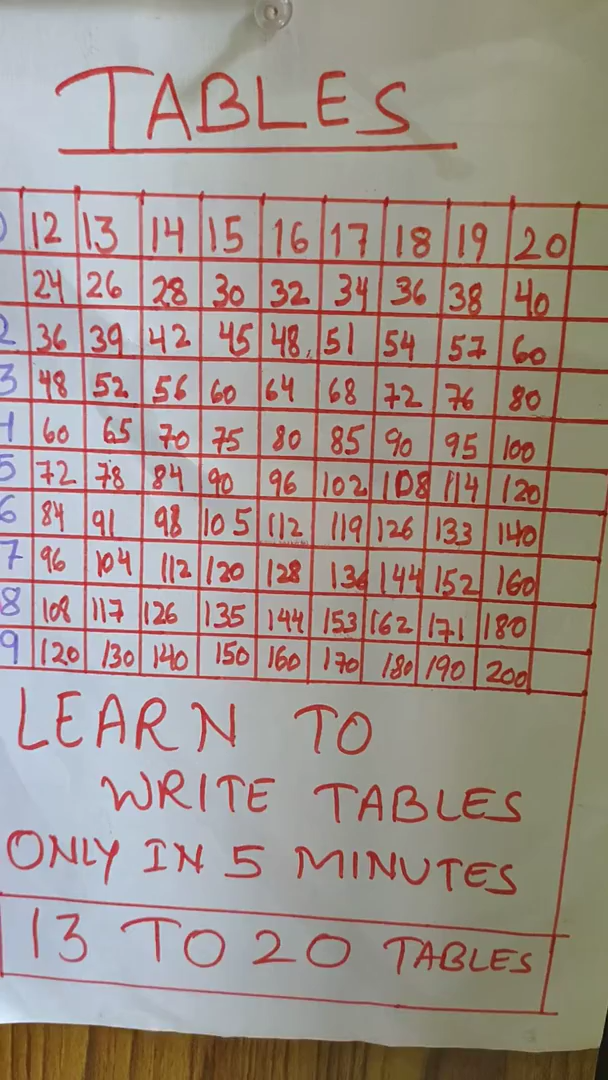 TABLES
0 12 13 14 15 16 17 18 19 20
24 26 28 30 32 34 36 38 40
2 36 39 42 45 48 51 54 57 60
3 48 52 56 60 64 68 72 76 80
4 60 65 70 75 80 85 90 95 100
5 72 78 84 90 96 102 108 114 120
6 84 91 98 105 112 119 126 133 140
7 96 104 112 120 128 136 144 152 160
8 108 117 126 135 144 153 162 171 180
9 120 130 140 150 160 170 180 190 200
LEARN TO
WRITE TABLES
ONLY IN 5 MINUTES
13 TO 20 TABLES